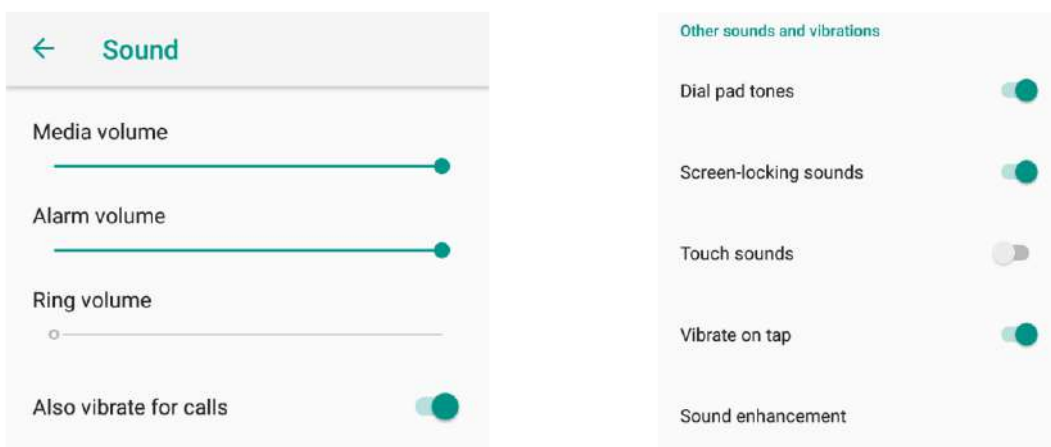 Sound
Media volume
Alarm volume
Ring volume
Also vibrate for calls
Other sounds and vibrations
Dial pad tones
Screen-locking sounds
Touch sounds
Vibrate on tap
Sound enhancement